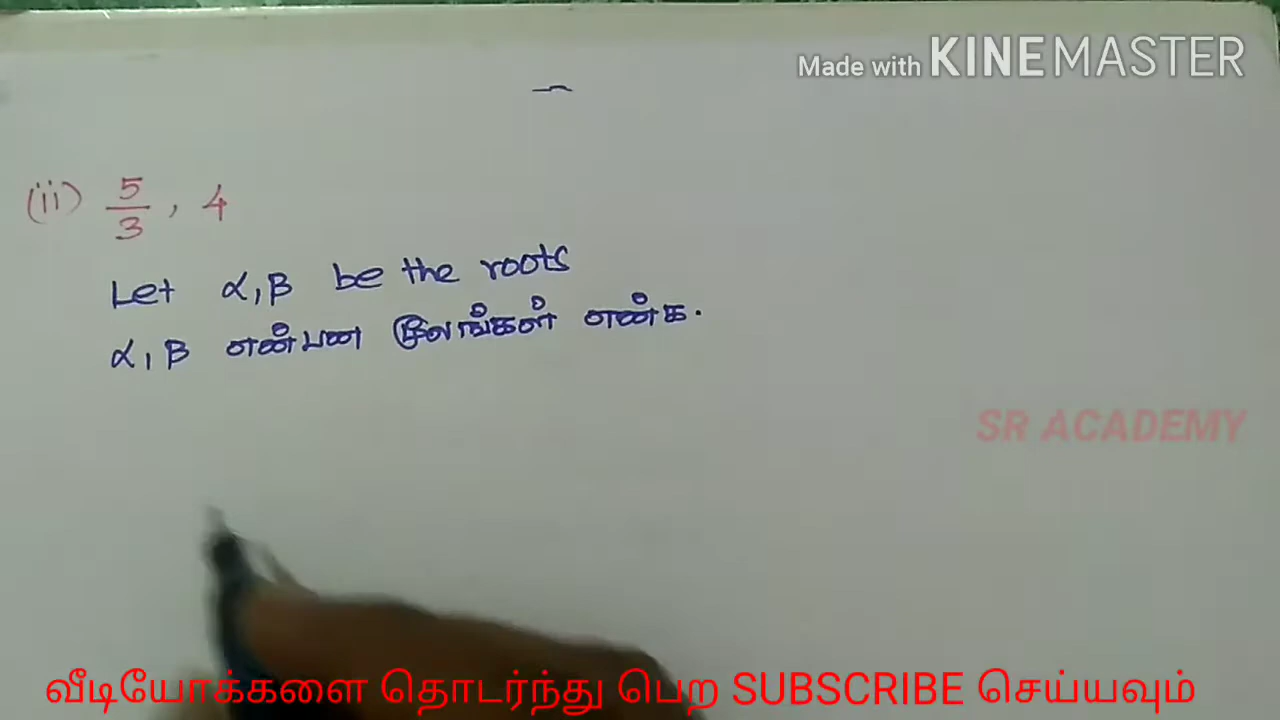 Made with KINEMASTER
(ii) 5/3 , 4
Let α, β be the roots
α, β என்பன மூலங்கள் என்க.
SR ACADEMY
வீடியோக்களை தொடர்ந்து பெற SUBSCRIBE செய்யவும்